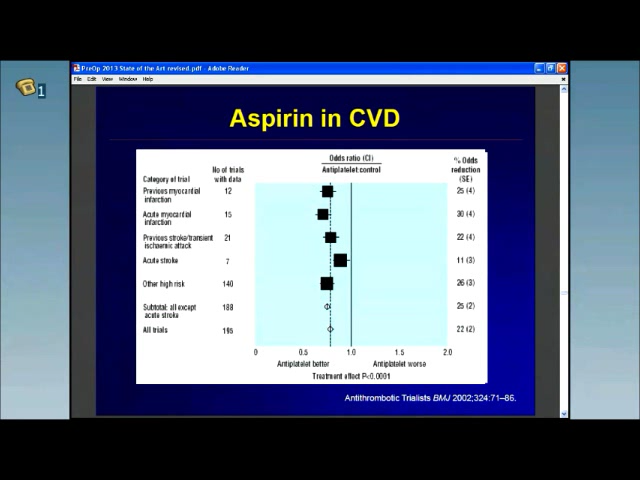 PreOp 2013 State of the Art revised.pdf - Adobe Reader
File Edit View Window Help
1
Aspirin in CVD
Odds ratio (CI)
Antiplatelet control
Category of trial
No of trials with data
% Odds reduction (SE)
Previous myocardial infarction 12 25 (4)
Acute myocardial infarction 15 30 (4)
Previous stroke/transient ischaemic attack 21 22 (4)
Acute stroke 7 11 (3)
Other high risk 140 26 (3)
Subtotal: all except acute stroke 188 25 (2)
All trials 195 22 (2)
0 0.5 1.0 1.5 2.0
Antiplatelet better Antiplatelet worse
Treatment effect P<0.0001
Antithrombotic Trialists BMJ 2002;324:71–86.